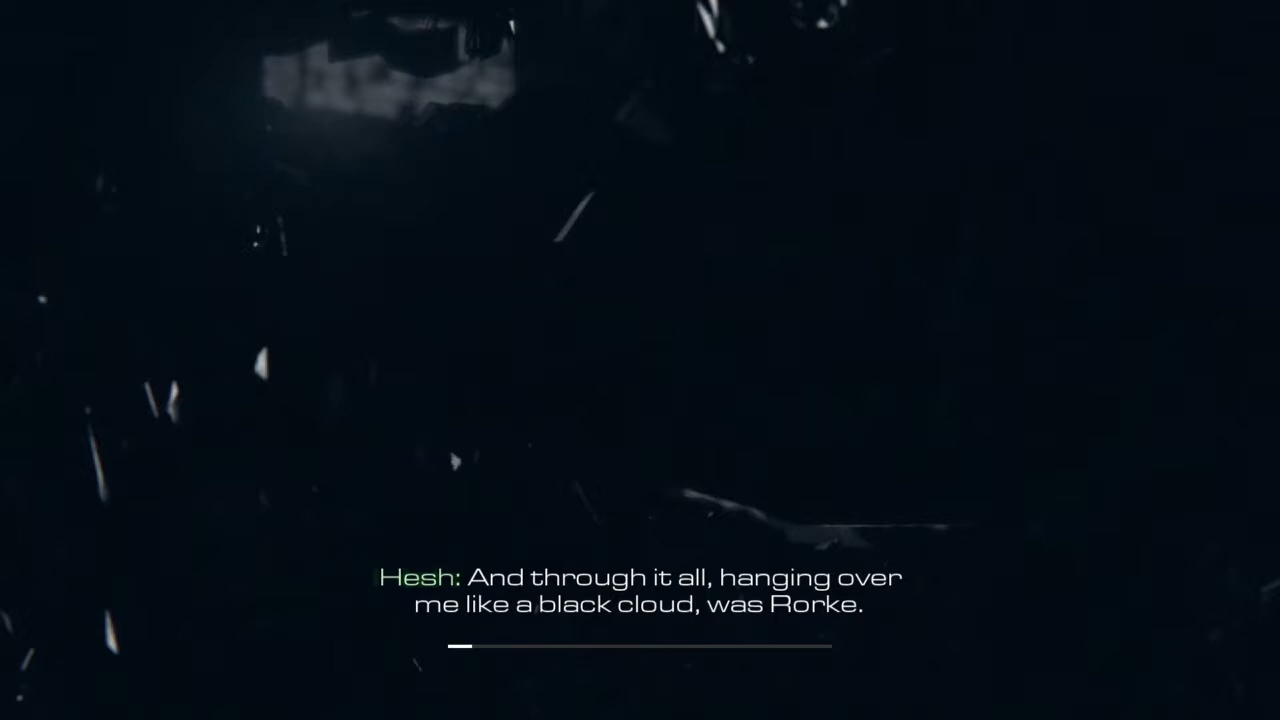 Hesh: And through it all, hanging over
me like a black cloud, was Rorke.